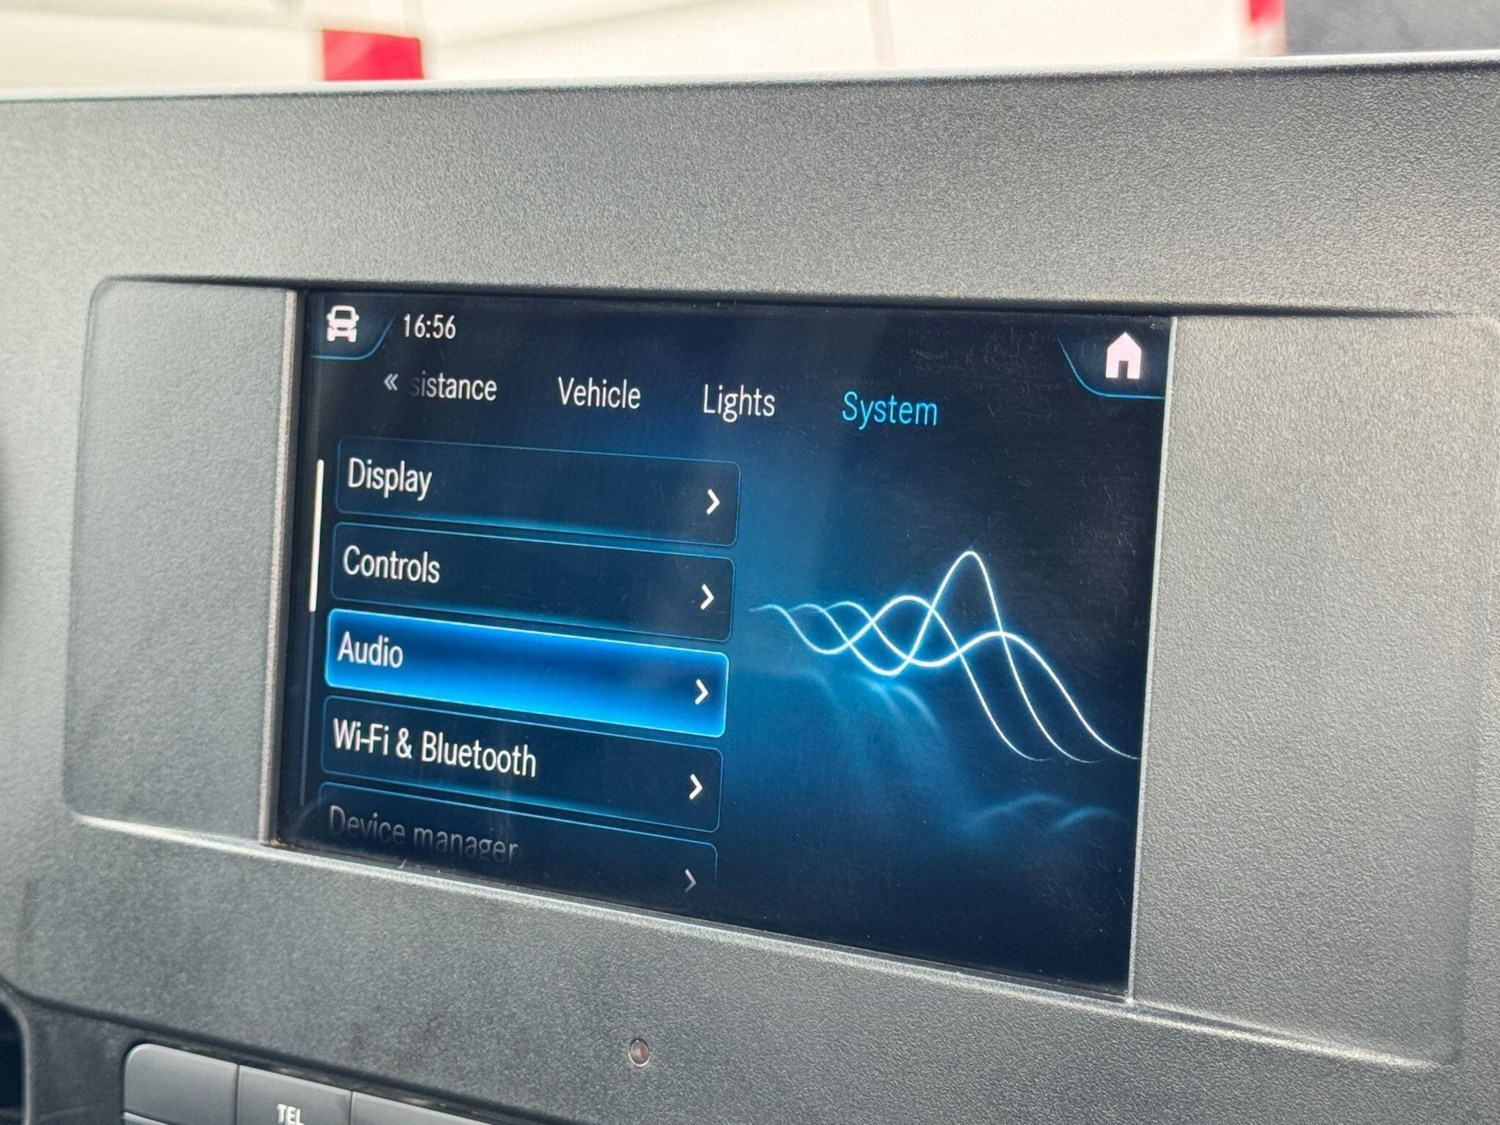 16:56
« sistance Vehicle Lights System
Display
Controls
Audio
Wi-Fi & Bluetooth
Device manager
TEL